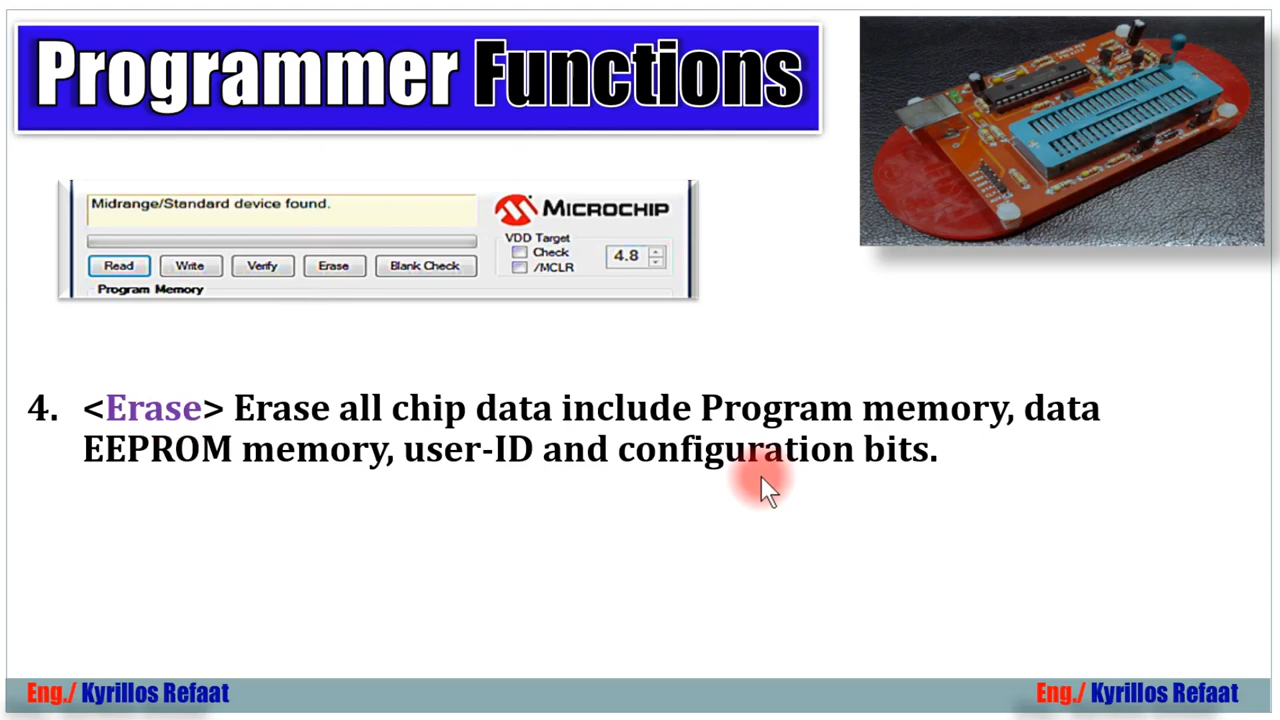 Programmer Functions
Midrange/Standard device found.
MICROCHIP
VDD Target
Check
4.8
/MCLR
Read Write Verify Erase Blank Check
Program Memory
4. <Erase> Erase all chip data include Program memory, data
EEPROM memory, user-ID and configuration bits.
Eng./ Kyrillos Refaat
Eng./ Kyrillos Refaat